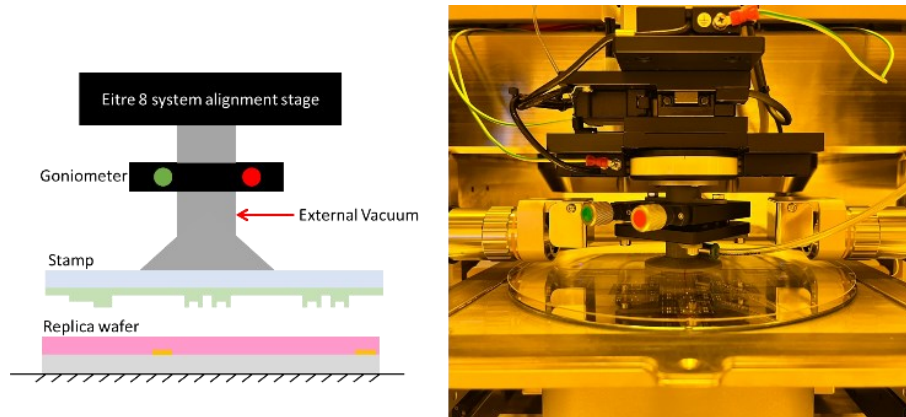 Eitre 8 system alignment stage
Goniometer
External Vacuum
Stamp
Replica wafer